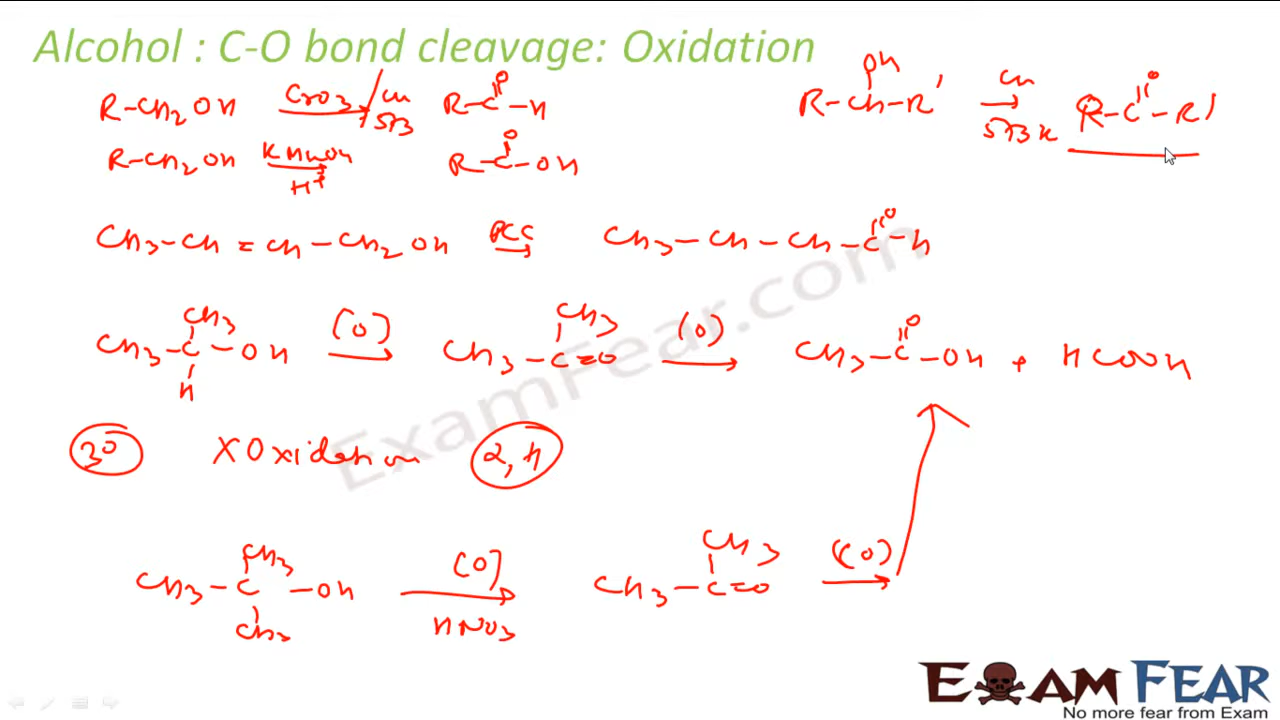 Alcohol : C-O bond cleavage: Oxidation
R-CH2OH CrO3/Cu 573 R-C(=O)-H
OH
R-CH-R' Cu 573K R-C(=O)-R'
R-CH2OH KMnO4 H+ R-C(=O)-OH
CH3-CH=CH-CH2OH PCC CH3-CH-CH-C(=O)-H
CH3 CH3 O
CH3-C-OH [O] CH3-C=O (O) CH3-C-OH + HCOOH
H
3° X Oxidation
CH3 CH3
CH3-C-OH [O] HNO3 CH3-C=O (O)
CH3
ExamFear.com
EXAM FEAR
No more fear from Exam